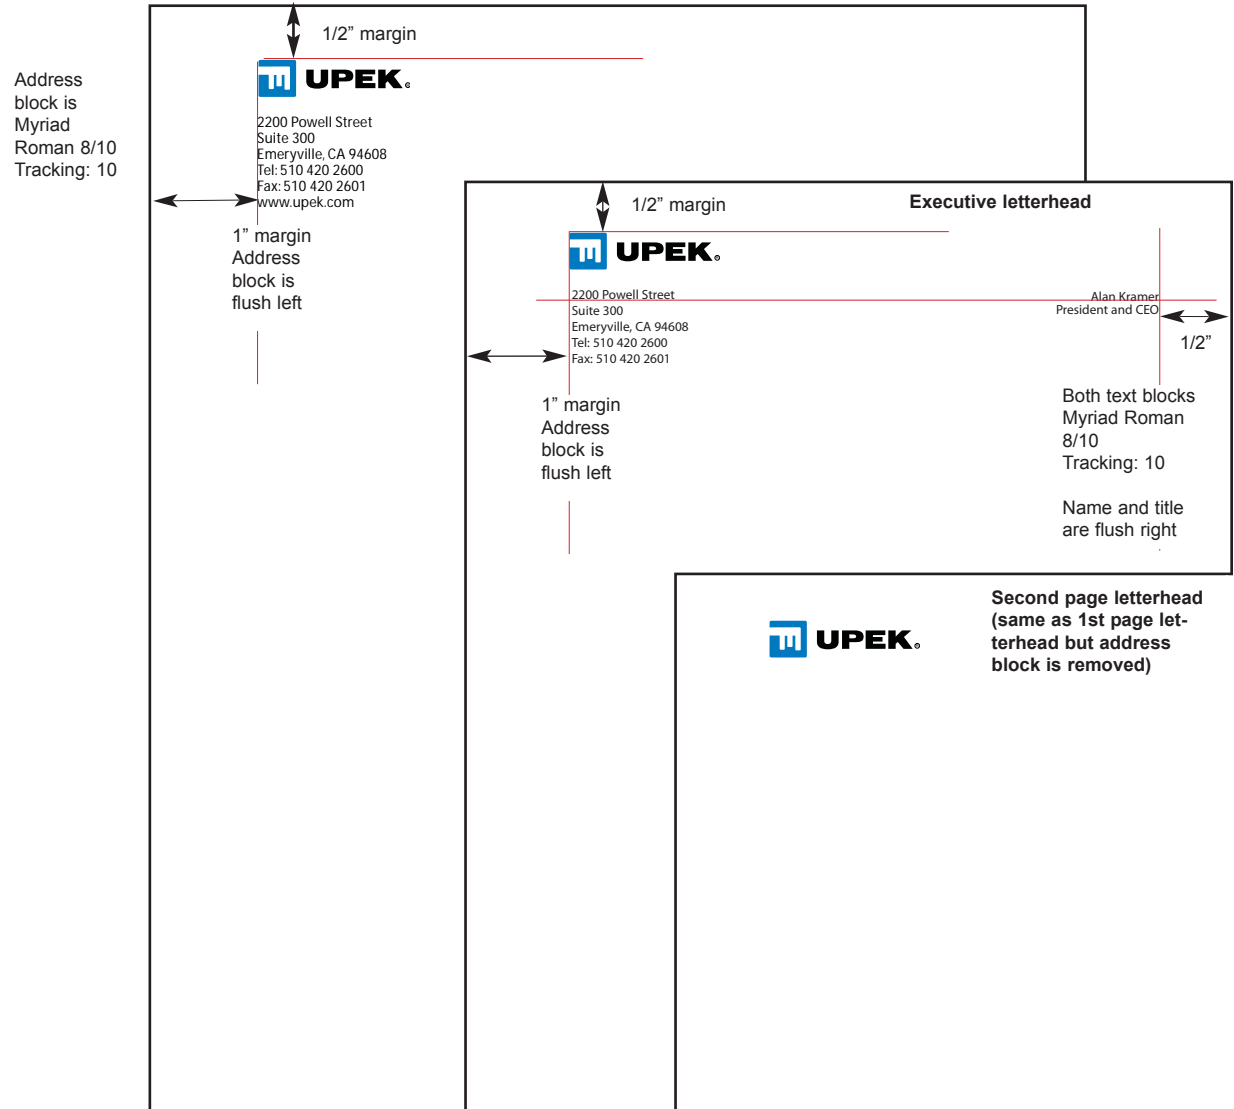 1/2” margin
Address
block is
Myriad
Roman 8/10
Tracking: 10
UPEK®
2200 Powell Street
Suite 300
Emeryville, CA 94608
Tel: 510 420 2600
Fax: 510 420 2601
www.upek.com
1” margin
Address
block is
flush left
1/2” margin
Executive letterhead
UPEK®
2200 Powell Street
Suite 300
Emeryville, CA 94608
Tel: 510 420 2600
Fax: 510 420 2601
Alan Kramer
President and CEO
1/2”
1” margin
Address
block is
flush left
Both text blocks
Myriad Roman
8/10
Tracking: 10
Name and title
are flush right
UPEK®
Second page letterhead
(same as 1st page let-
terhead but address
block is removed)